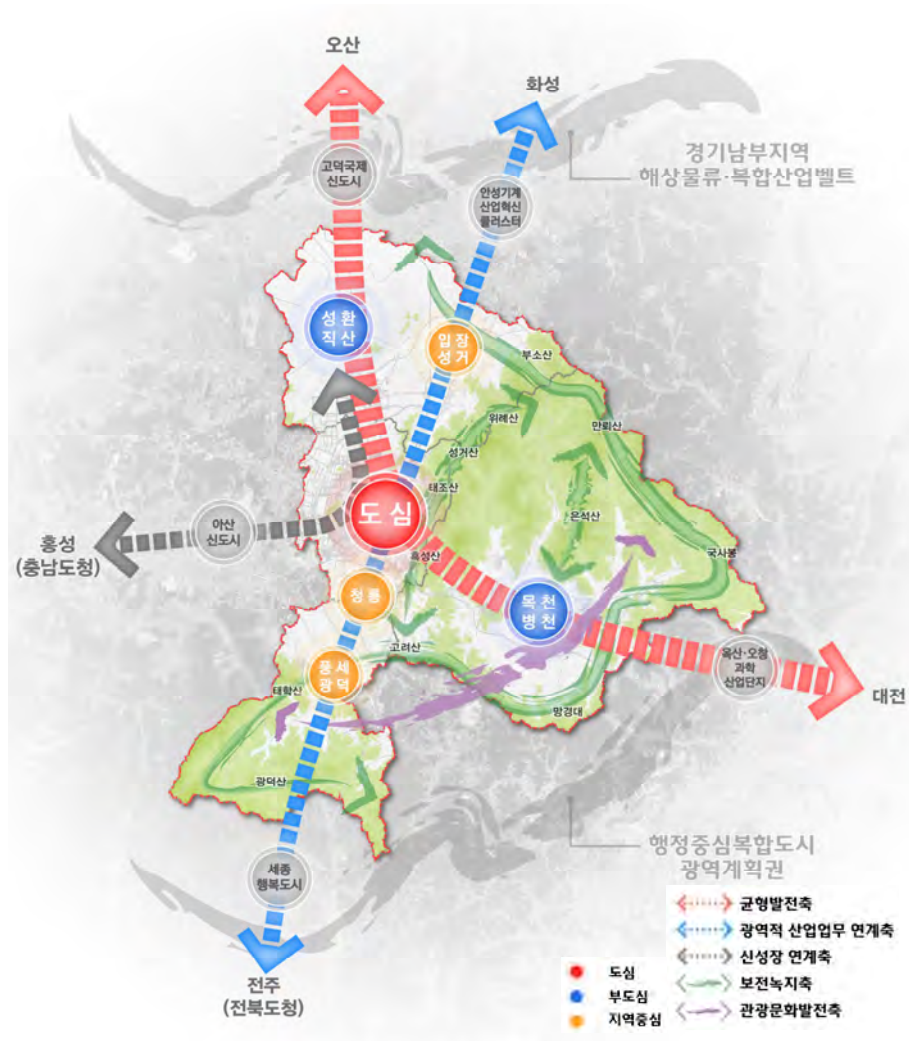 오산
화성
고덕국제
신도시
경기남부지역
해상물류·복합산업벨트
안성기계
산업혁신
클러스터
성환
직산
입장
성거
부소산
위례산
만뢰산
성거산
태조산
도심
은석산
아산
신도시
홍성
(충남도청)
흑성산
국사봉
청룡
목천
병천
고려산
옥산·오창
과학
산업단지
풍세
광덕
태학산
대전
망경대
광덕산
행정중심복합도시
광역계획권
세종
행복도시
전주
(전북도청)
균형발전축
광역적 산업업무 연계축
신성장 연계축
보전녹지축
관광문화발전축
도심
부도심
지역중심